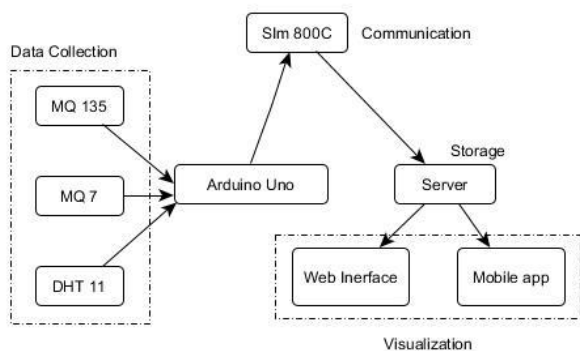 SIm 800C
Communication
Data Collection
MQ 135
Storage
MQ 7
Arduino Uno
Server
DHT 11
Web Inerface
Mobile app
Visualization